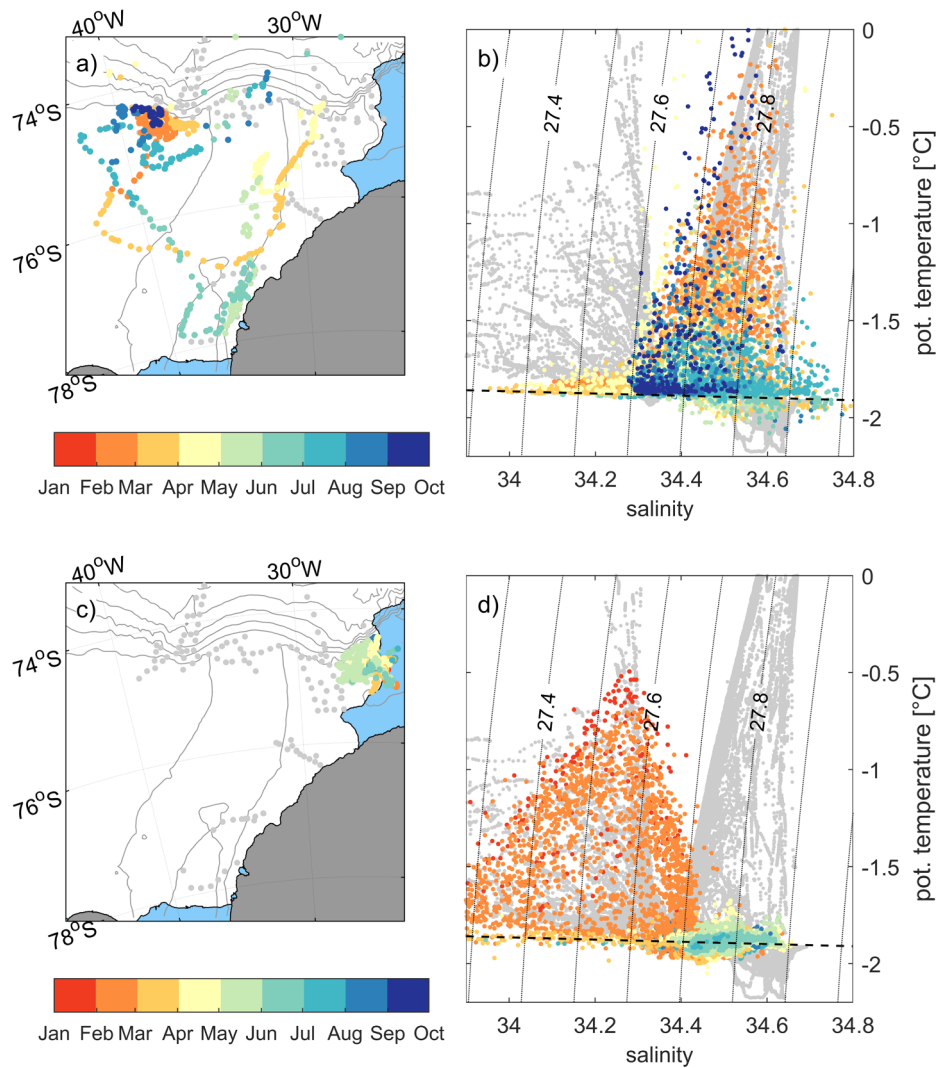 40°W
30°W
a)
74°S
76°S
78°S
Jan Feb Mar Apr May Jun Jul Aug Sep Oct
b)
27.4
27.6
27.8
0
-0.5
-1
-1.5
-2
pot. temperature [°C]
34 34.2 34.4 34.6 34.8
salinity
40°W
30°W
c)
74°S
76°S
78°S
Jan Feb Mar Apr May Jun Jul Aug Sep Oct
d)
27.4
27.6
27.8
0
-0.5
-1
-1.5
-2
pot. temperature [°C]
34 34.2 34.4 34.6 34.8
salinity